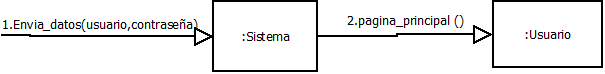 1.Envia_datos(usuario,contraseña)
:Sistema
2.pagina_principal ()
:Usuario